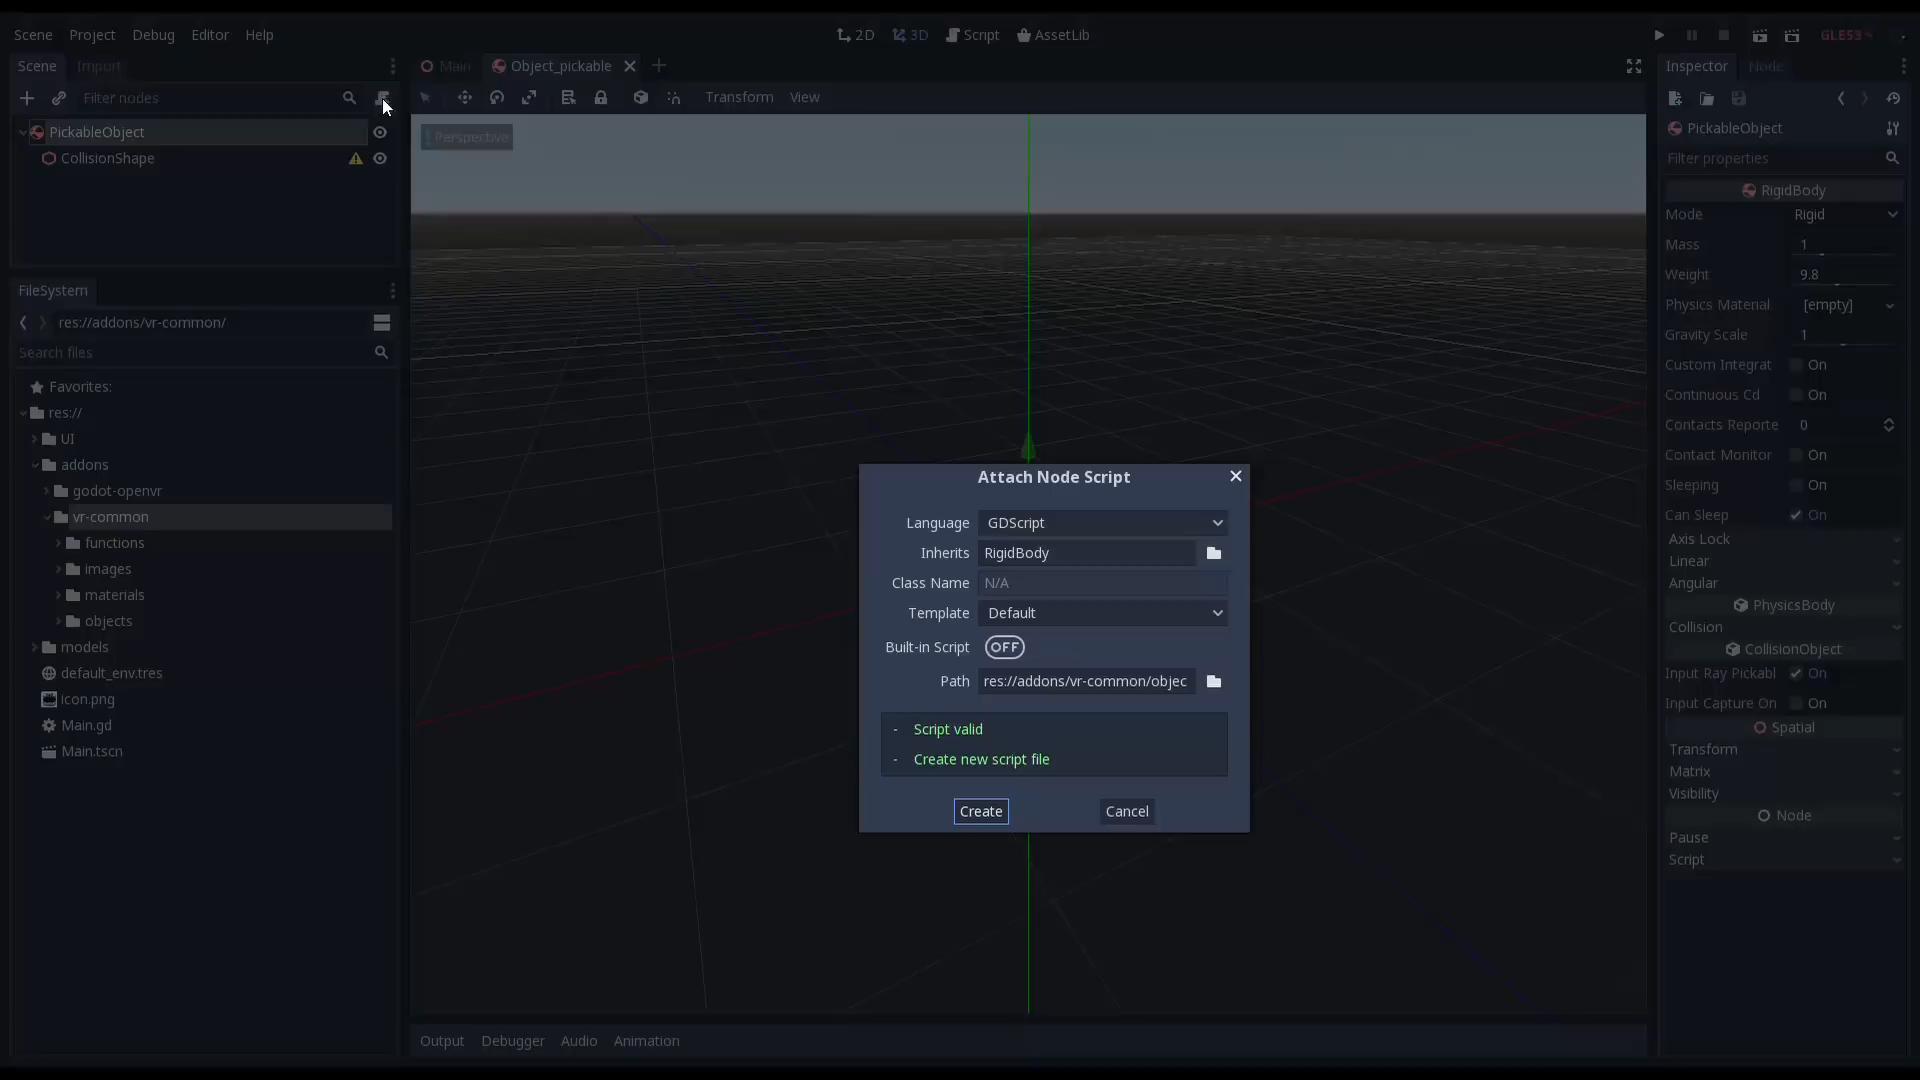 Scene Project Debug Editor Help
2D 3D Script AssetLib
GLES3
Scene Import
Main Object_pickable
Inspector Node
Filter nodes
Transform View
PickableObject
CollisionShape
Perspective
FileSystem
res://addons/vr-common/
Search files
Favorites:
res://
UI
addons
godot-openvr
vr-common
functions
images
materials
objects
models
default_env.tres
icon.png
Main.gd
Main.tscn
Attach Node Script
Language GDScript
Inherits RigidBody
Class Name N/A
Template Default
Built-in Script OFF
Path res://addons/vr-common/objec
- Script valid
- Create new script file
Create Cancel
Output Debugger Audio Animation
PickableObject
Filter properties
RigidBody
Mode Rigid
Mass 1
Weight 9.8
Physics Material [empty]
Gravity Scale 1
Custom Integrat On
Continuous Cd On
Contacts Reporte 0
Contact Monitor On
Sleeping On
Can Sleep On
Axis Lock
Linear
Angular
PhysicsBody
Collision
CollisionObject
Input Ray Pickabl On
Input Capture On On
Spatial
Transform
Matrix
Visibility
Node
Pause
Script